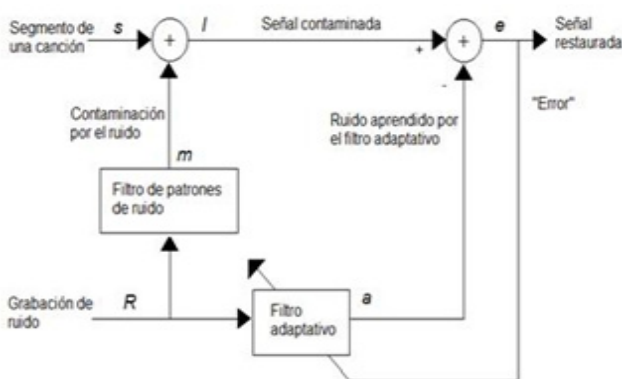 Segmento de
una canción
s
+
l
Señal contaminada
+
+
-
e
Señal
restaurada
"Error"
Contaminación
por el ruido
m
Ruido aprendido por
el filtro adaptativo
Filtro de patrones
de ruido
Grabación de
ruido
R
Filtro
adaptativo
a